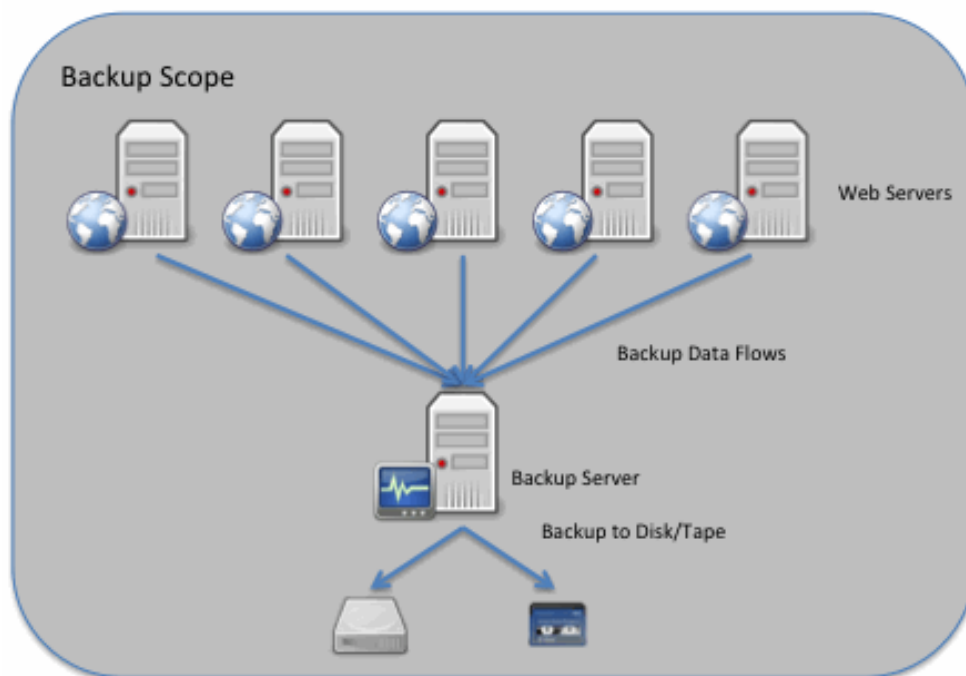 Backup Scope
Web Servers
Backup Data Flows
Backup Server
Backup to Disk/Tape